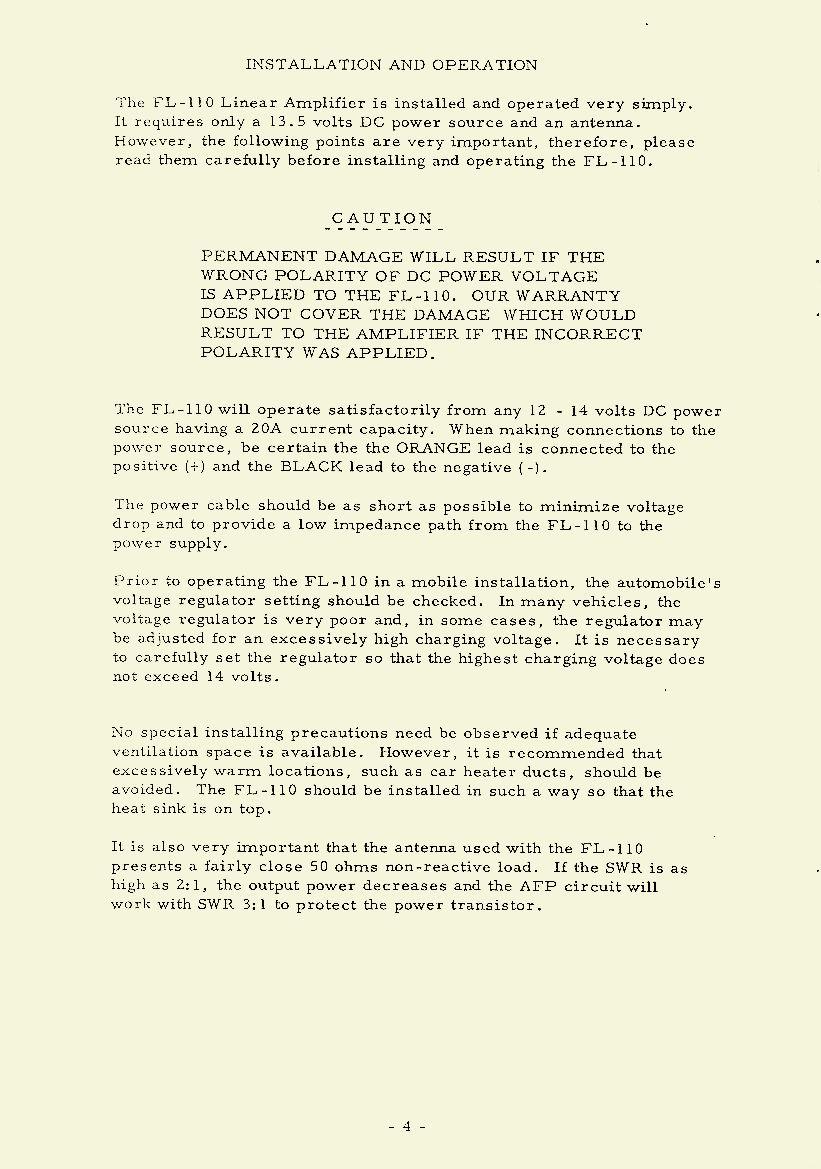 INSTALLATION AND OPERATION
The FL-110 Linear Amplifier is installed and operated very simply.
It requires only a 13.5 volts DC power source and an antenna.
However, the following points are very important, therefore, please
read them carefully before installing and operating the FL-110.
CAUTION
PERMANENT DAMAGE WILL RESULT IF THE
WRONG POLARITY OF DC POWER VOLTAGE
IS APPLIED TO THE FL-110. OUR WARRANTY
DOES NOT COVER THE DAMAGE WHICH WOULD
RESULT TO THE AMPLIFIER IF THE INCORRECT
POLARITY WAS APPLIED.
The FL-110 will operate satisfactorily from any 12 - 14 volts DC power
source having a 20A current capacity. When making connections to the
power source, be certain the the ORANGE lead is connected to the
positive (+) and the BLACK lead to the negative (-).
The power cable should be as short as possible to minimize voltage
drop and to provide a low impedance path from the FL-110 to the
power supply.
Prior to operating the FL-110 in a mobile installation, the automobile's
voltage regulator setting should be checked. In many vehicles, the
voltage regulator is very poor and, in some cases, the regulator may
be adjusted for an excessively high charging voltage. It is necessary
to carefully set the regulator so that the highest charging voltage does
not exceed 14 volts.
No special installing precautions need be observed if adequate
ventilation space is available. However, it is recommended that
excessively warm locations, such as car heater ducts, should be
avoided. The FL-110 should be installed in such a way so that the
heat sink is on top.
It is also very important that the antenna used with the FL-110
presents a fairly close 50 ohms non-reactive load. If the SWR is as
high as 2:1, the output power decreases and the AFP circuit will
work with SWR 3:1 to protect the power transistor.
- 4 -